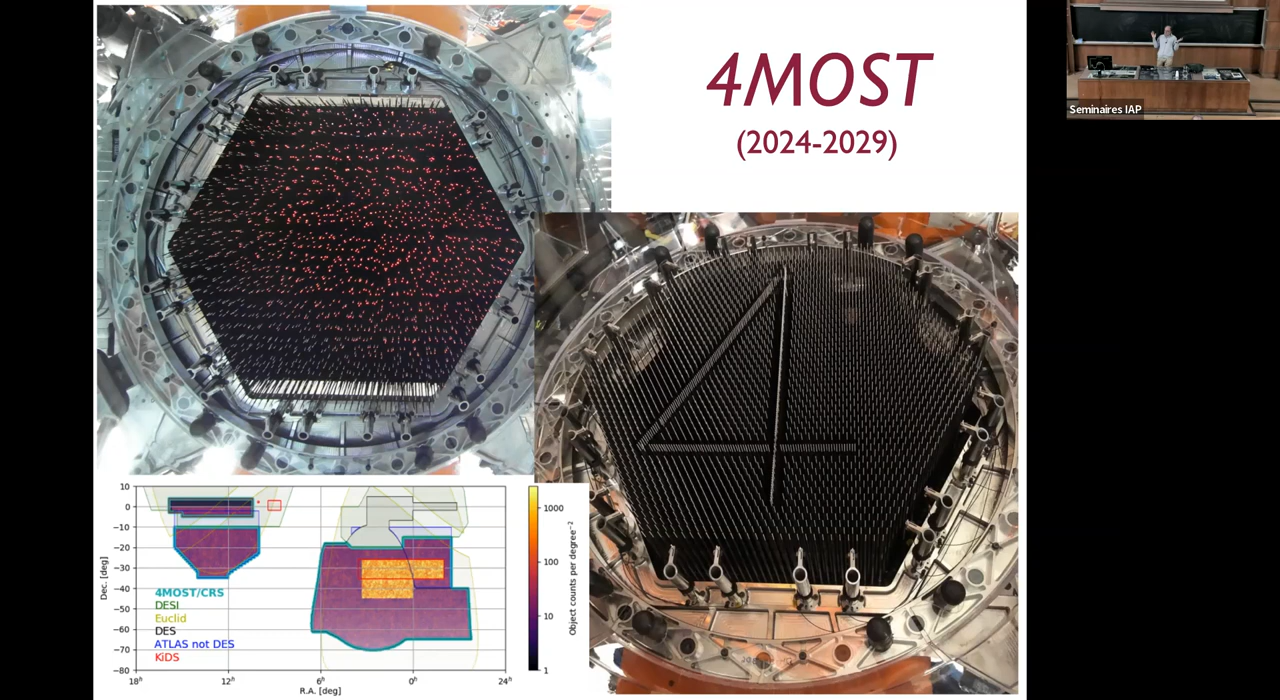 4MOST
(2024-2029)
Seminaires IAP
10
0
−10
−20
−30
−40
−50
−60
−70
−80
Dec. [deg]
4MOST/CRS
DESI
Euclid
DES
ATLAS not DES
KiDS
18h
12h
6h
0h
24h
R.A. [deg]
1000
100
10
1
Object counts per degree−2